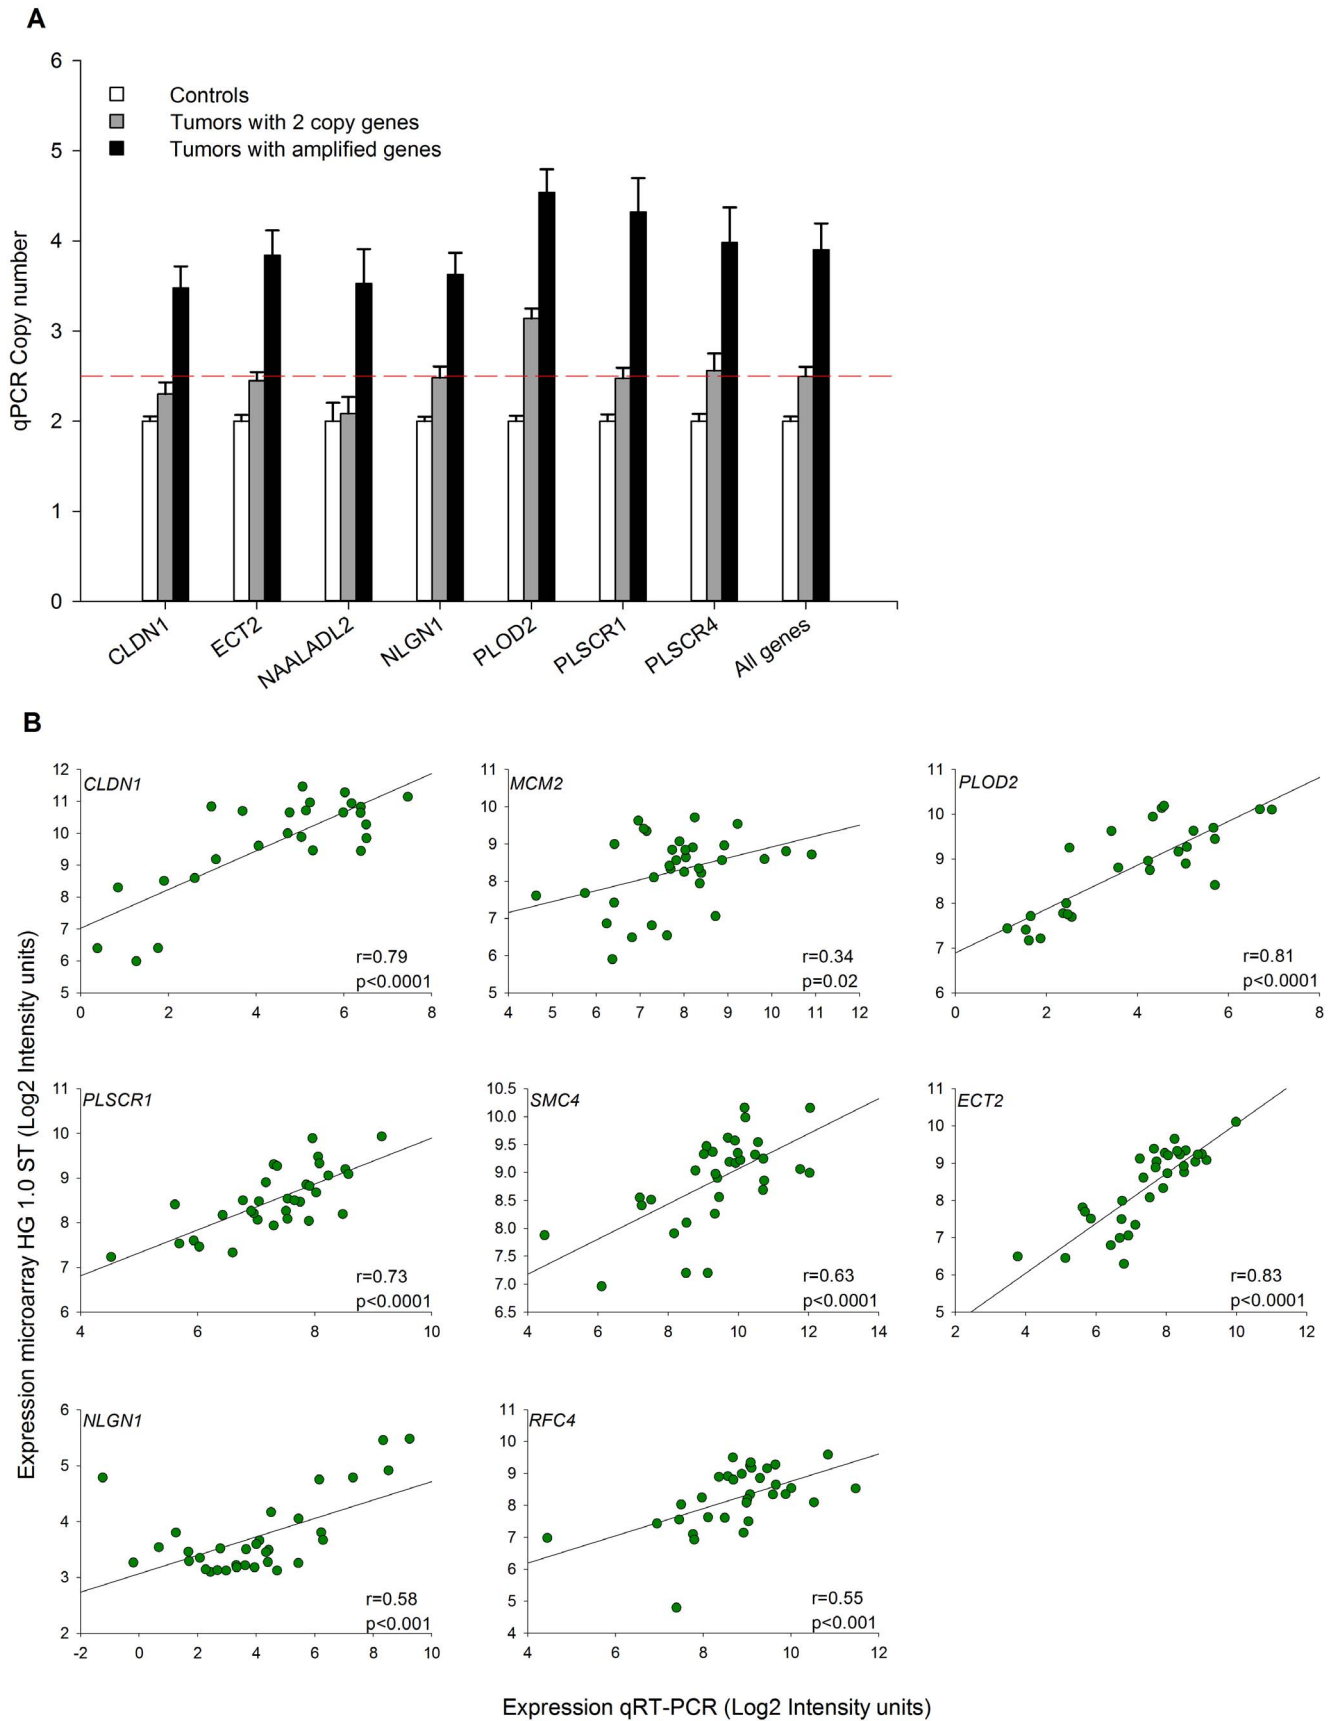 A
6
5
4
3
2
1
0
qPCR Copy number
Controls
Tumors with 2 copy genes
Tumors with amplified genes
CLDN1
ECT2
NAALADL2
NLGN1
PLOD2
PLSCR1
PLSCR4
All genes
B
Expression microarray HG 1.0 ST (Log2 Intensity units)
CLDN1
12
11
10
9
8
7
6
5
r=0.79
p<0.0001
0 2 4 6 8
MCM2
11
10
9
8
7
6
5
r=0.34
p=0.02
4 5 6 7 8 9 10 11 12
PLOD2
11
10
9
8
7
6
r=0.81
p<0.0001
0 2 4 6 8
PLSCR1
11
10
9
8
7
6
r=0.73
p<0.0001
4 6 8 10
SMC4
10.5
10.0
9.5
9.0
8.5
8.0
7.5
7.0
6.5
r=0.63
p<0.0001
4 6 8 10 12 14
ECT2
11
10
9
8
7
6
5
r=0.83
p<0.0001
2 4 6 8 10 12
NLGN1
6
5
4
3
2
r=0.58
p<0.001
-2 0 2 4 6 8 10
RFC4
11
10
9
8
7
6
5
4
r=0.55
p<0.001
4 6 8 10 12
Expression qRT-PCR (Log2 Intensity units)